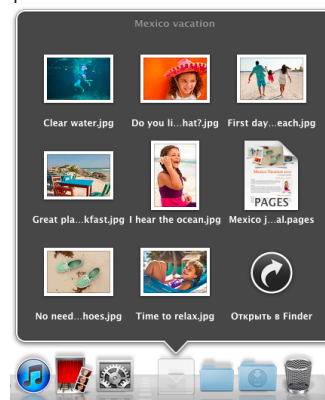 Mexico vacation
Clear water.jpg Do you li...hat?.jpg First day...each.jpg
PAGES
Great pla...kfast.jpg I hear the ocean.jpg Mexico j...al.pages
No need...hoes.jpg Time to relax.jpg Открыть в Finder